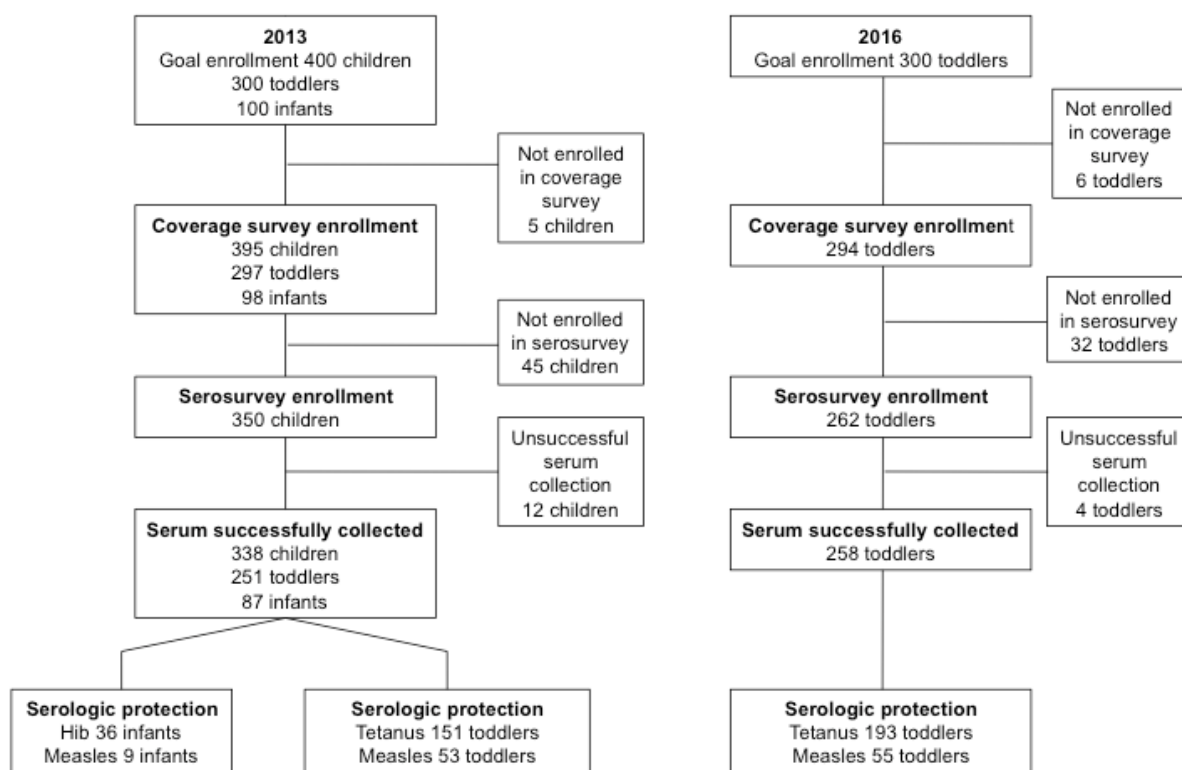 2013
Goal enrollment 400 children
300 toddlers
100 infants
Not enrolled
in coverage
survey
5 children
Coverage survey enrollment
395 children
297 toddlers
98 infants
Not enrolled
in serosurvey
45 children
Serosurvey enrollment
350 children
Unsuccessful
serum
collection
12 children
Serum successfully collected
338 children
251 toddlers
87 infants
Serologic protection
Hib 36 infants
Measles 9 infants
Serologic protection
Tetanus 151 toddlers
Measles 53 toddlers
2016
Goal enrollment 300 toddlers
Not enrolled
in coverage
survey
6 toddlers
Coverage survey enrollment
294 toddlers
Not enrolled
in serosurvey
32 toddlers
Serosurvey enrollment
262 toddlers
Unsuccessful
serum
collection
4 toddlers
Serum successfully collected
258 toddlers
Serologic protection
Tetanus 193 toddlers
Measles 55 toddlers